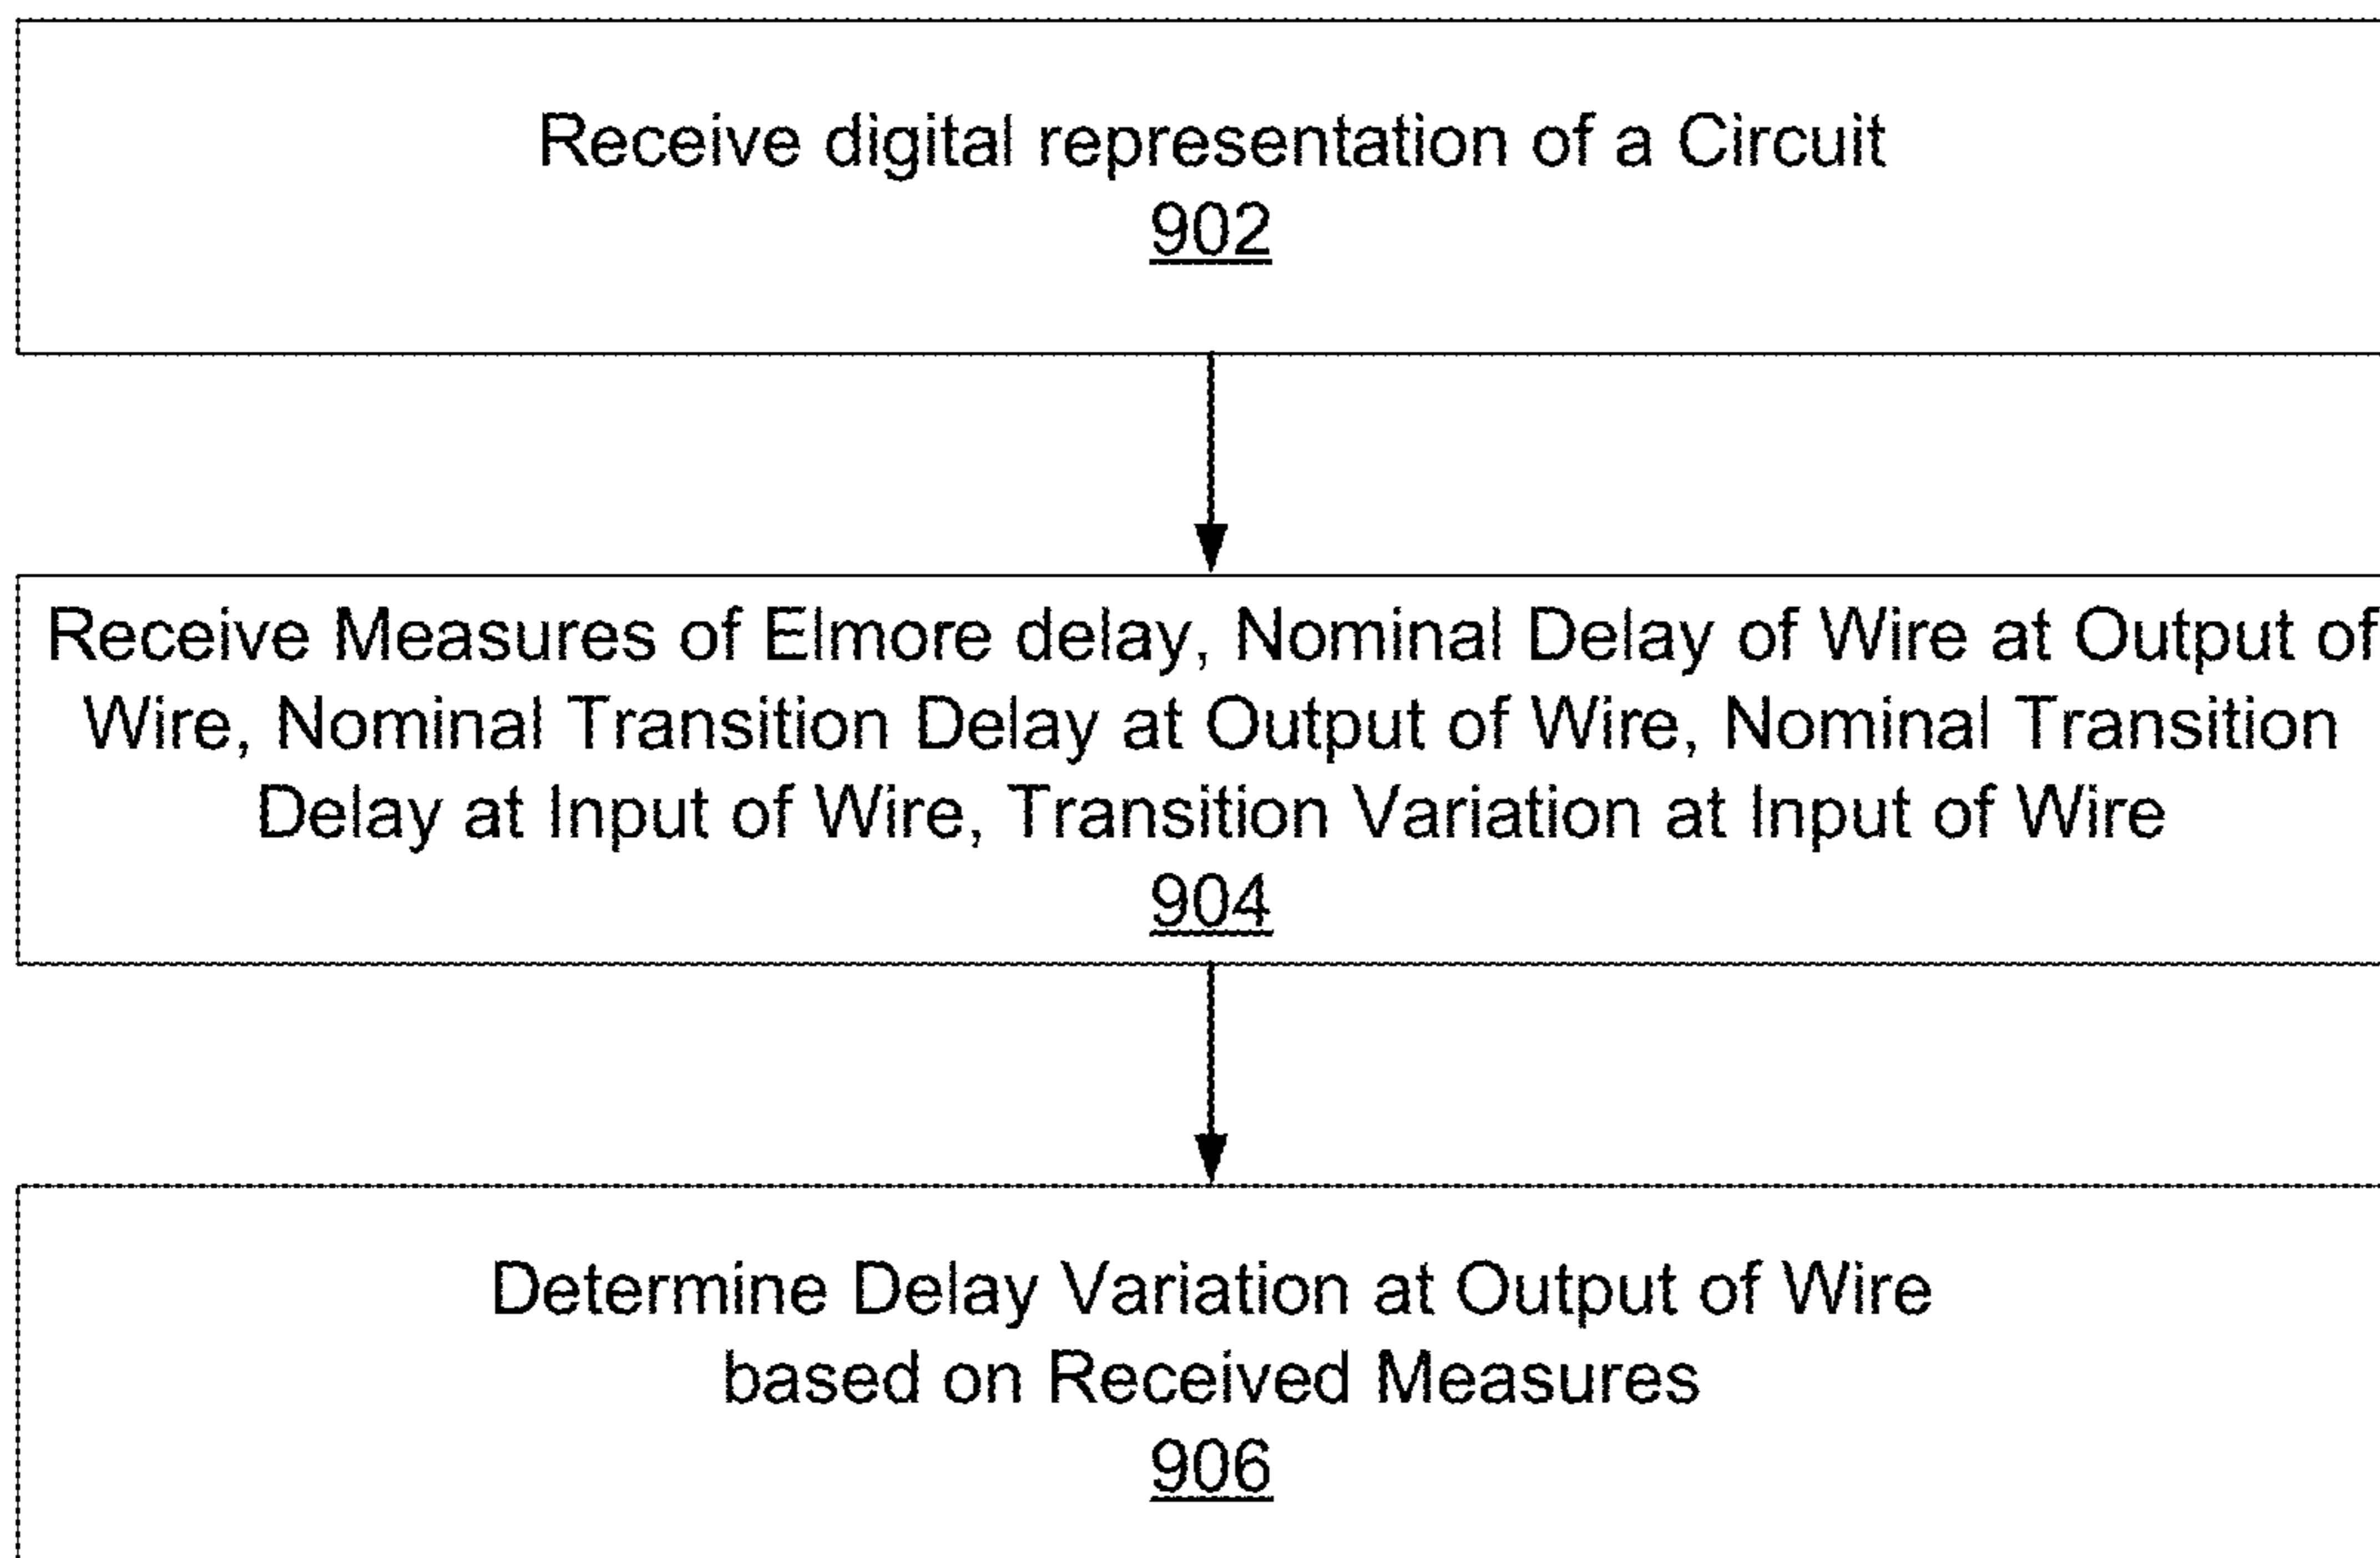 Receive digital representation of a Circuit
902
Receive Measures of Elmore delay, Nominal Delay of Wire at Output of
Wire, Nominal Transition Delay at Output of Wire, Nominal Transition
Delay at Input of Wire, Transition Variation at Input of Wire
904
Determine Delay Variation at Output of Wire
based on Received Measures
906